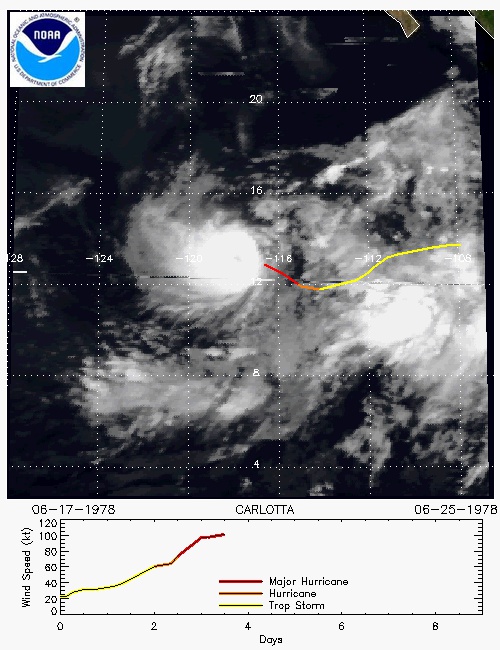 NATIONAL OCEANIC AND ATMOSPHERIC ADMINISTRATION
NOAA
U.S. DEPARTMENT OF COMMERCE
20
16
128 -124 -120 -116 -112 -108
12
8
4
06-17-1978 CARLOTTA 06-25-1978
Wind Speed (kt)
120
100
80
60
40
20
0
Major Hurricane
Hurricane
Trop Storm
0 2 4 6 8
Days